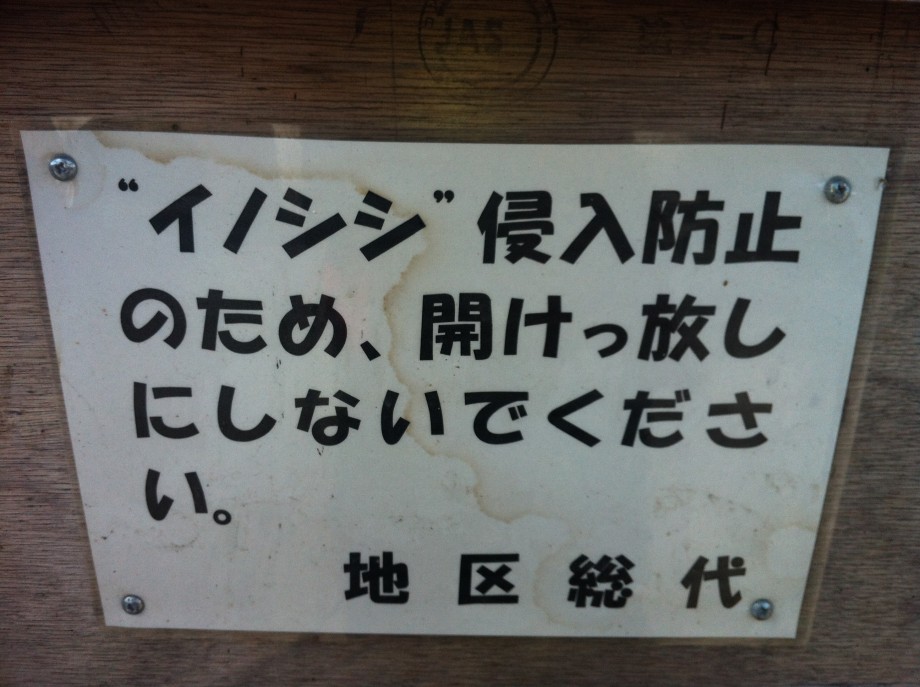 JAS
“イノシシ”侵入防止
のため、開けっ放し
にしないでくださ
い。
地区総代